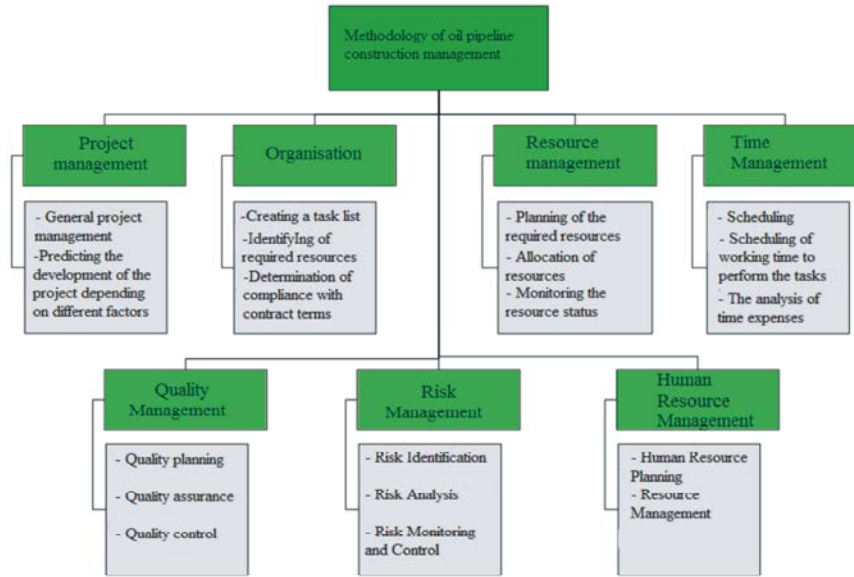 Methodology of oil pipeline
construction management
Project
management
- General project
management
-Predicting the
development of the
project depending
on different factors
Organisation
-Creating a task list
-Identifying of
required resources
-Determination of
compliance with
contract terms
Resource
management
- Planning of the
required resources
- Allocation of
resources
- Monitoring the
resource status
Time
Management
- Scheduling
- Scheduling of
working time to
perform the tasks
- The analysis of
time expenses
Quality
Management
- Quality planning
- Quality assurance
- Quality control
Risk
Management
- Risk Identification
- Risk Analysis
- Risk Monitoring
and Control
Human
Resource
Management
- Human Resource
Planning
- Resource
Management